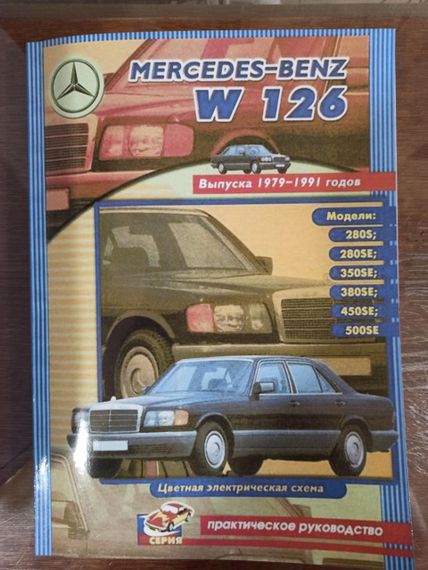 MERCEDES-BENZ
W 126
Выпуска 1979-1991 годов
Модели:
280S;
280SE;
350SE;
380SE;
450SE;
500SE
Цветная электрическая схема
СЕРИЯ
практическое руководство